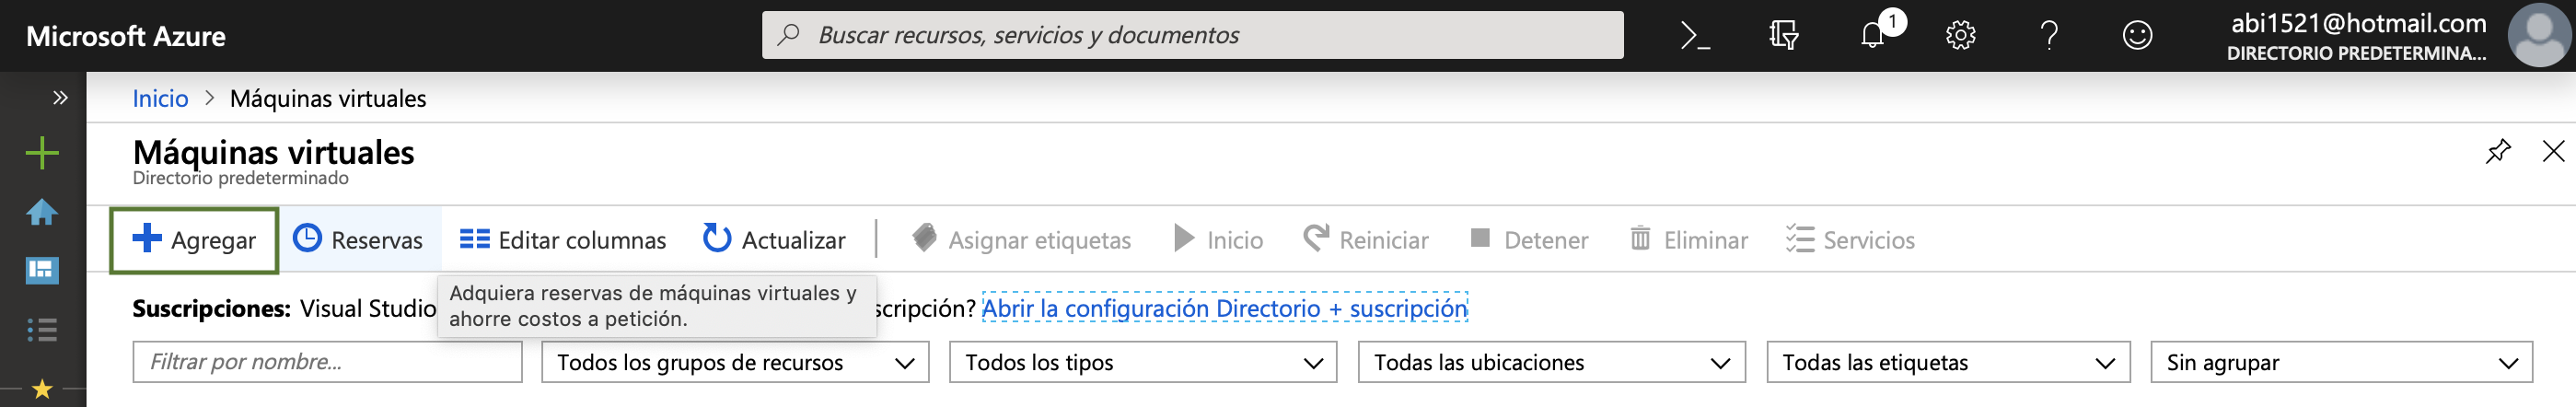 Microsoft Azure
Buscar recursos, servicios y documentos
1
abi1521@hotmail.com
DIRECTORIO PREDETERMINA...
Inicio > Máquinas virtuales
Máquinas virtuales
Directorio predeterminado
Agregar
Reservas
Editar columnas
Actualizar
Asignar etiquetas
Inicio
Reiniciar
Detener
Eliminar
Servicios
Adquiera reservas de máquinas virtuales y
ahorre costos a petición.
Suscripciones: Visual Studio
scripción? Abrir la configuración Directorio + suscripción
Filtrar por nombre...
Todos los grupos de recursos
Todos los tipos
Todas las ubicaciones
Todas las etiquetas
Sin agrupar